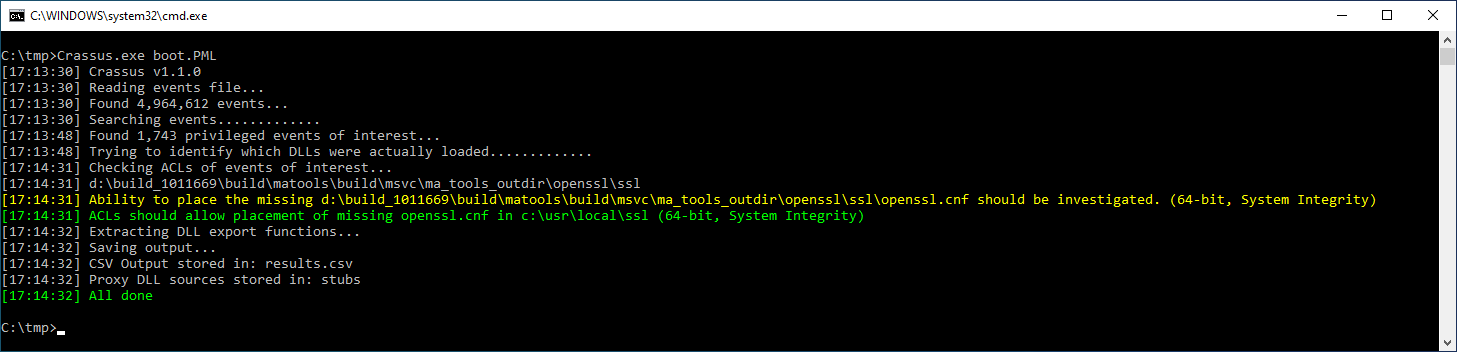 C:\WINDOWS\system32\cmd.exe
C:\tmp>Crassus.exe boot.PML
[17:13:30] Crassus v1.1.0
[17:13:30] Reading events file...
[17:13:30] Found 4,964,612 events...
[17:13:30] Searching events.............
[17:13:48] Found 1,743 privileged events of interest...
[17:13:48] Trying to identify which DLLs were actually loaded.............
[17:14:31] Checking ACLs of events of interest...
[17:14:31] d:\build_1011669\build\matools\build\msvc\ma_tools_outdir\openssl\ssl
[17:14:31] Ability to place the missing d:\build_1011669\build\matools\build\msvc\ma_tools_outdir\openssl\ssl\openssl.cnf should be investigated. (64-bit, System Integrity)
[17:14:31] ACLs should allow placement of missing openssl.cnf in c:\usr\local\ssl (64-bit, System Integrity)
[17:14:32] Extracting DLL export functions...
[17:14:32] Saving output...
[17:14:32] CSV Output stored in: results.csv
[17:14:32] Proxy DLL sources stored in: stubs
[17:14:32] All done
C:\tmp>